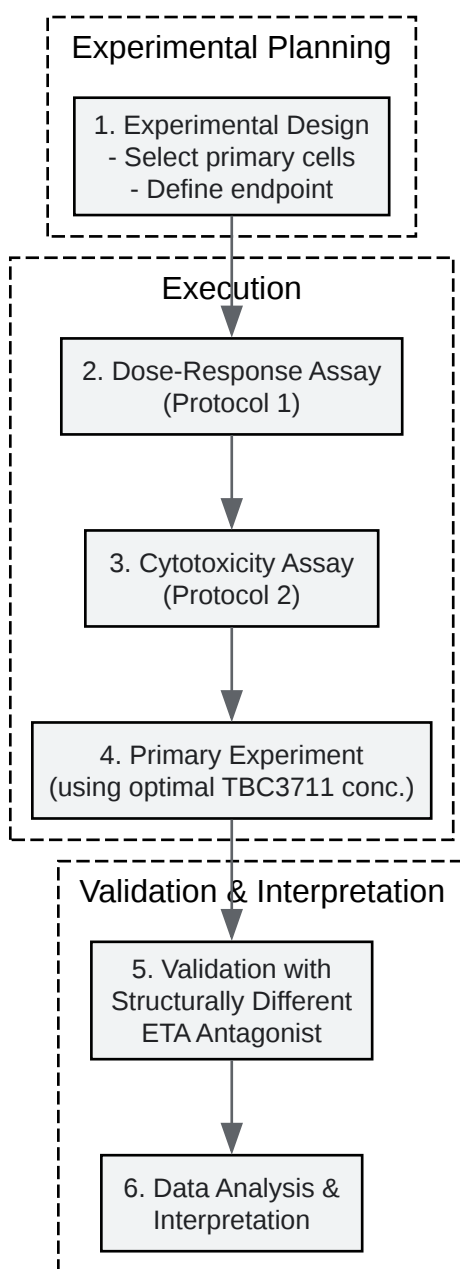 Experimental Planning
1. Experimental Design
- Select primary cells
- Define endpoint
Execution
2. Dose-Response Assay
(Protocol 1)
3. Cytotoxicity Assay
(Protocol 2)
4. Primary Experiment
(using optimal TBC3711 conc.)
Validation & Interpretation
5. Validation with
Structurally Different
ETA Antagonist
6. Data Analysis &
Interpretation